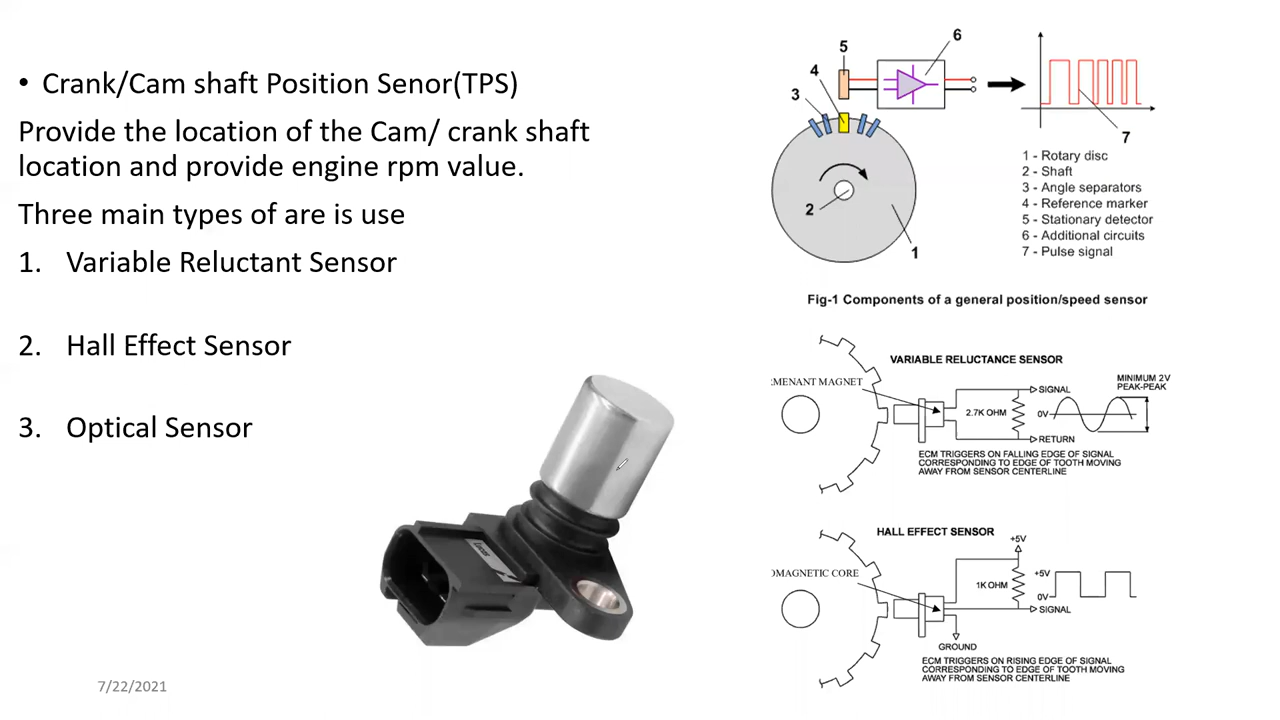 • Crank/Cam shaft Position Senor(TPS)
Provide the location of the Cam/ crank shaft
location and provide engine rpm value.
Three main types of are is use
1. Variable Reluctant Sensor
2. Hall Effect Sensor
3. Optical Sensor
Lucas
7/22/2021
5
6
4
3
2
1
7
1 - Rotary disc
2 - Shaft
3 - Angle separators
4 - Reference marker
5 - Stationary detector
6 - Additional circuits
7 - Pulse signal
Fig-1 Components of a general position/speed sensor
VARIABLE RELUCTANCE SENSOR
RMENANT MAGNET
SIGNAL
2.7K OHM
RETURN
0V
MINIMUM 2V
PEAK-PEAK
ECM TRIGGERS ON FALLING EDGE OF SIGNAL
CORRESPONDING TO EDGE OF TOOTH MOVING
AWAY FROM SENSOR CENTERLINE
HALL EFFECT SENSOR
OMAGNETIC CORE
+5V
1K OHM
+5V
0V
SIGNAL
GROUND
ECM TRIGGERS ON RISING EDGE OF SIGNAL
CORRESPONDING TO EDGE OF TOOTH MOVING
AWAY FROM SENSOR CENTERLINE